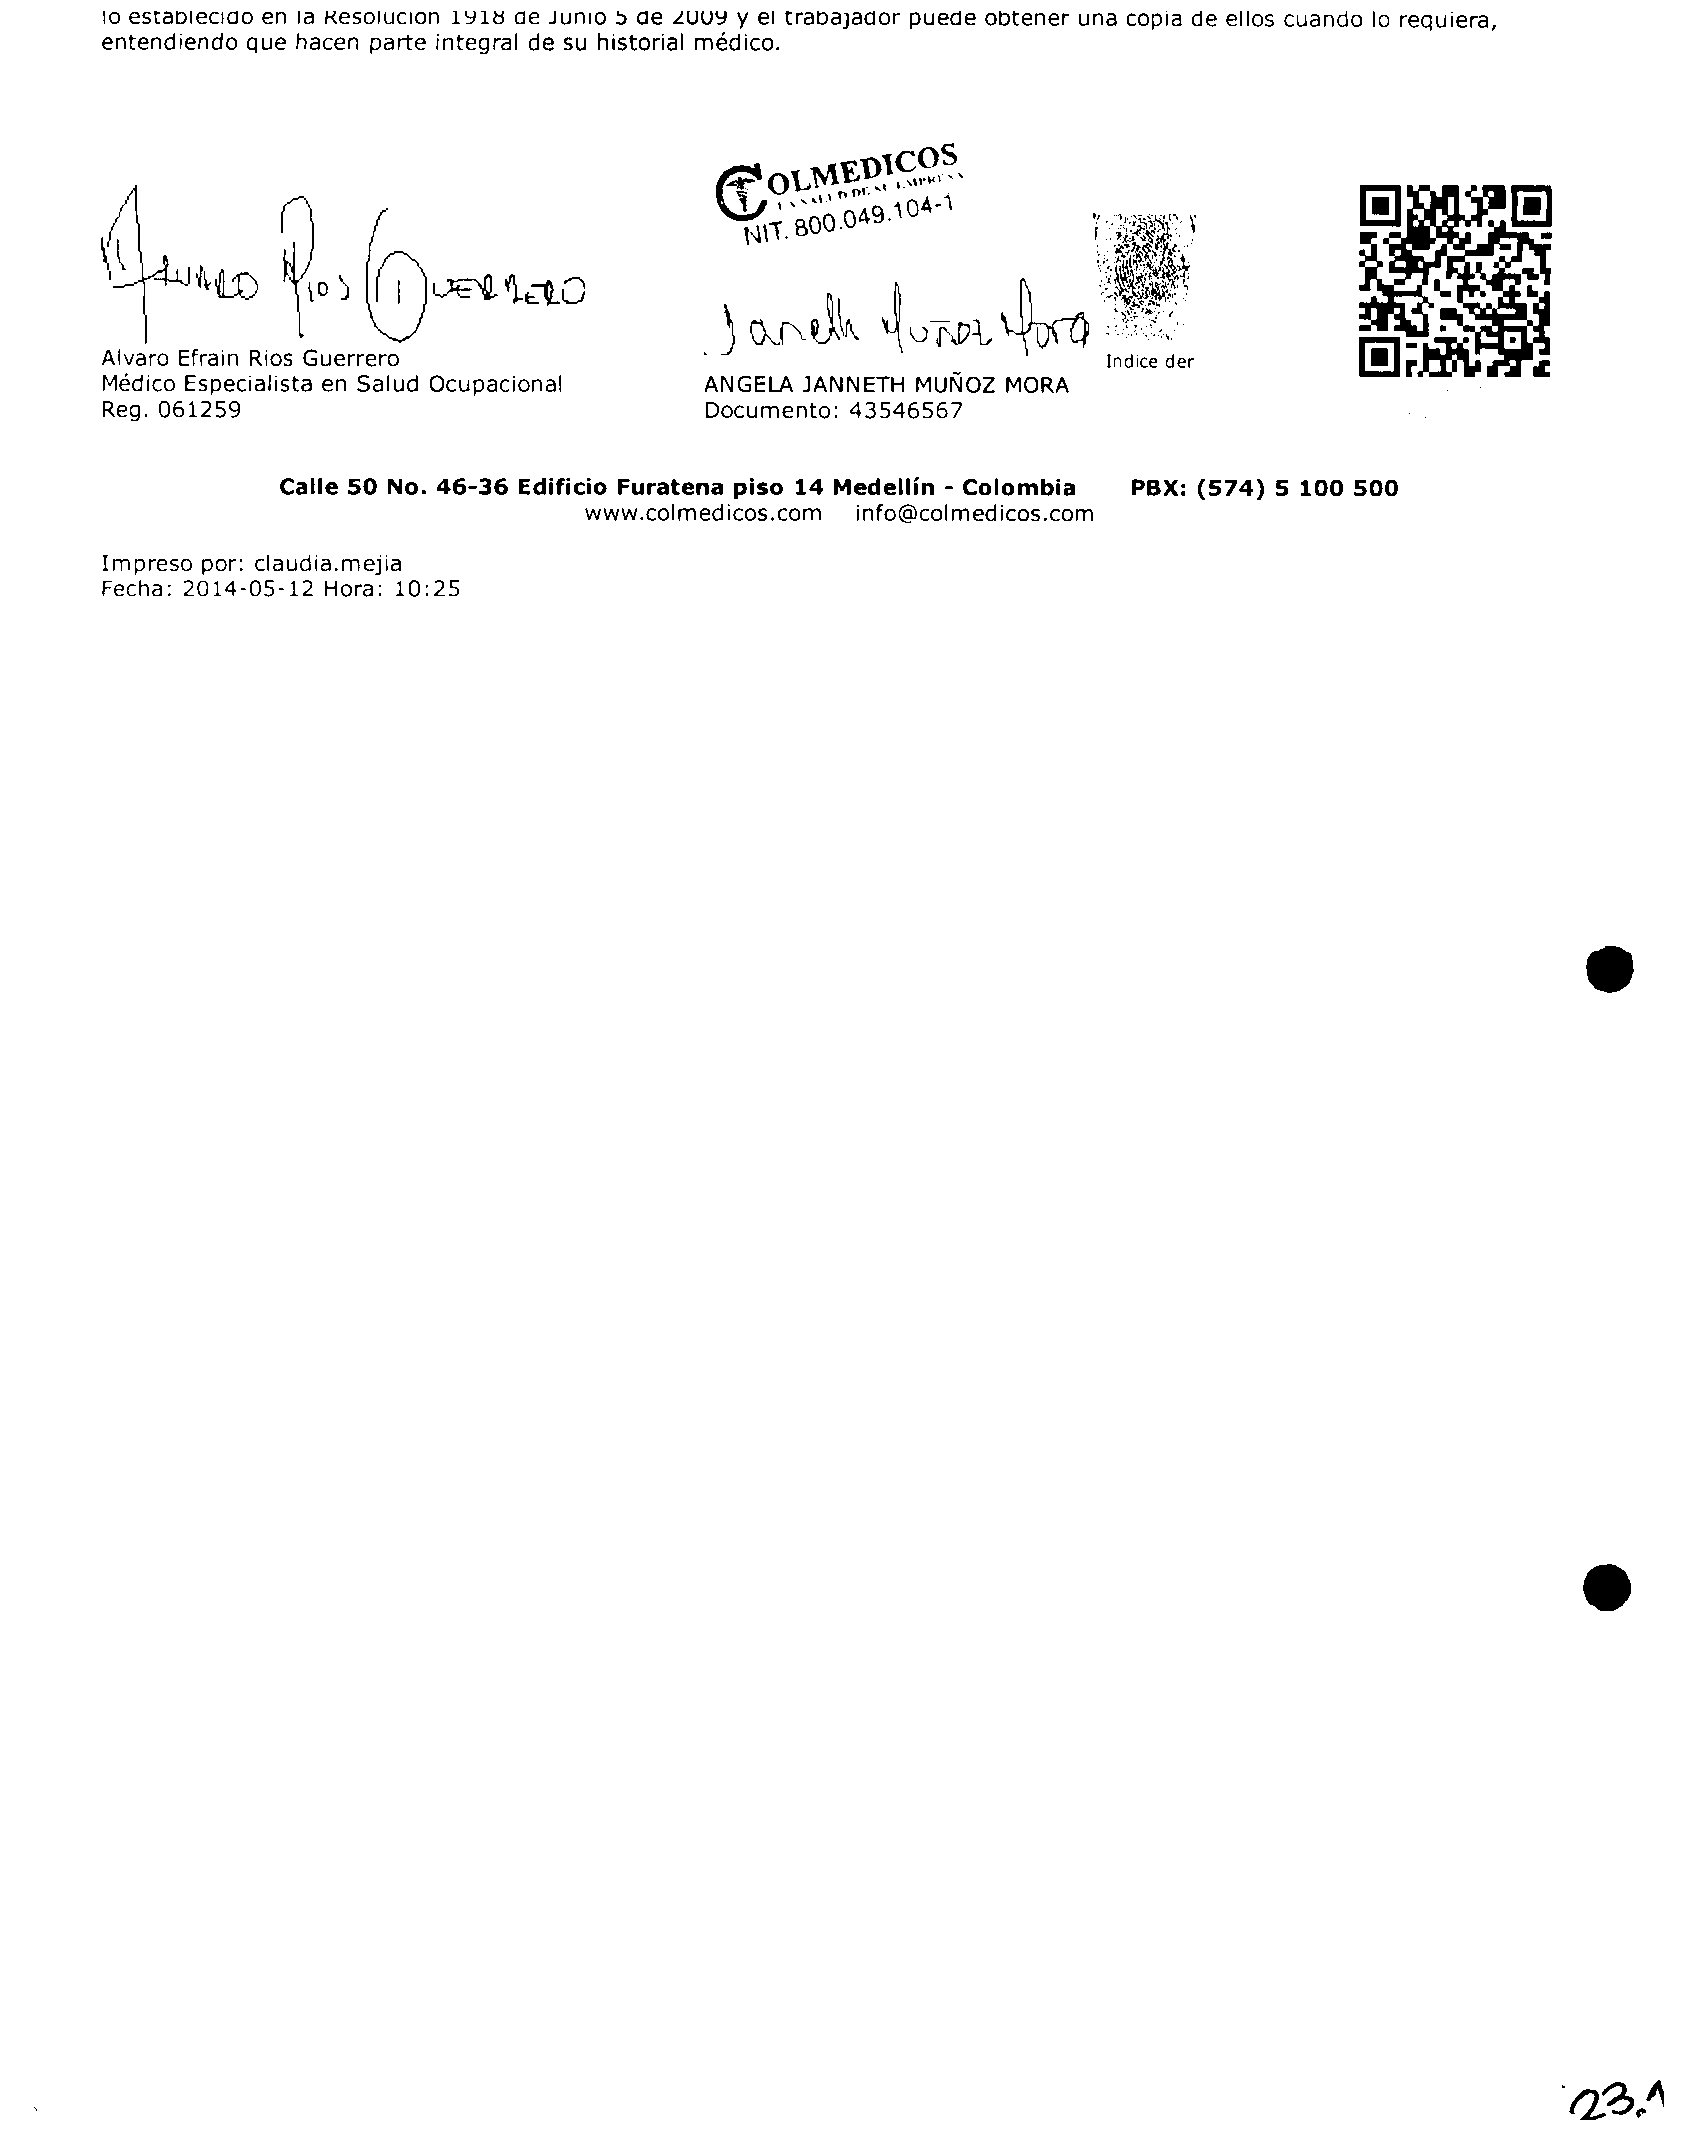 lo establecido en la Resolución 1918 de Junio 5 de 2009 y el trabajador puede obtener una copia de ellos cuando lo requiera,
entendiendo que hacen parte integral de su historial médico.
COLMEDICOS
LA SALUD DE SU EMPRESA
NIT. 800.049.104-1
ALVARO RIOS GUERRERO
Janeth Muñoz Mora
Indice der
Alvaro Efrain Rios Guerrero
Médico Especialista en Salud Ocupacional
Reg. 061259
ANGELA JANNETH MUÑOZ MORA
Documento: 43546567
Calle 50 No. 46-36 Edificio Furatena piso 14 Medellín - Colombia PBX: (574) 5 100 500
www.colmedicos.com info@colmedicos.com
Impreso por: claudia.mejia
Fecha: 2014-05-12 Hora: 10:25
23.1